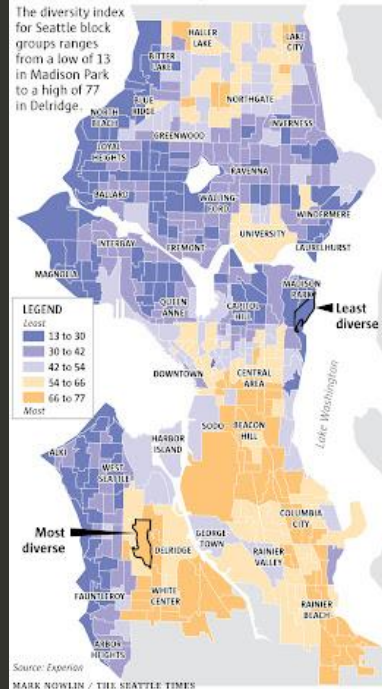 The diversity index
for Seattle block
groups ranges
from a low of 13
in Madison Park
to a high of 77
in Delridge.
HALLER
LAKE
LAKE
CITY
BITTER
LAKE
BLUE
RIDGE
NORTHGATE
NORTH
BEACH
INVERNESS
GREENWOOD
LOYAL
HEIGHTS
RAVENNA
BALLARD
WALLING
FORD
WINDERMERE
UNIVERSITY
INTERBAY
FREMONT
LAURELHURST
MAGNOLIA
MADISON
PARK
QUEEN
ANNE
CAPITOL
HILL
Least
diverse
LEGEND
Least
13 to 30
30 to 42
42 to 54
54 to 66
66 to 77
Most
DOWNTOWN
CENTRAL
AREA
Lake Washington
SODO
BEACON
HILL
HARBOR
ISLAND
ALKI
WEST
SEATTLE
COLUMBIA
CITY
Most
diverse
GEORGE
TOWN
DELRIDGE
RAINIER
VALLEY
FAUNTLEROY
WHITE
CENTER
RAINIER
BEACH
ARBOR
HEIGHTS
Source: Experian
MARK NOWLIN / THE SEATTLE TIMES